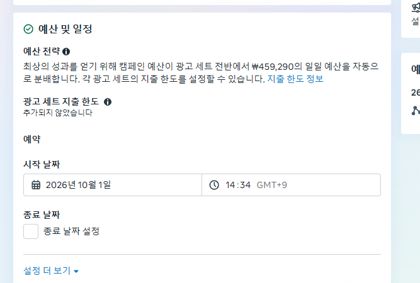 예산 및 일정
예산 전략
최상의 성과를 얻기 위해 캠페인 예산이 광고 세트 전반에서 ₩459,290의 일일 예산을 자동으
로 분배합니다. 각 광고 세트의 지출 한도를 설정할 수 있습니다. 지출 한도 정보
광고 세트 지출 한도
추가되지 않았습니다
예약
시작 날짜
2026년 10월 1일 14:34 GMT+9
종료 날짜
종료 날짜 설정
설정 더 보기